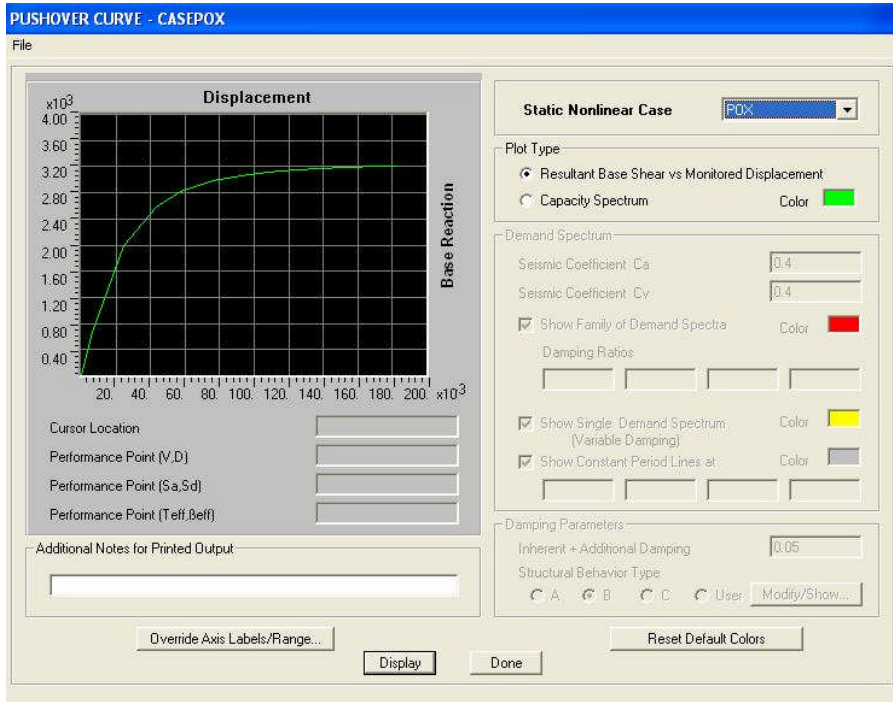 PUSHOVER CURVE - CASEPOX
File
Displacement
x10^3
4.00
3.60
3.20
2.80
2.40
2.00
1.60
1.20
0.80
0.40
Base Reaction
20. 40. 60. 80. 100. 120. 140. 160. 180. 200. x10^-3
Cursor Location
Performance Point (V,D)
Performance Point (Sa,Sd)
Performance Point (Teff,βeff)
Additional Notes for Printed Output
Override Axis Labels/Range...
Static Nonlinear Case POX
Plot Type
Resultant Base Shear vs Monitored Displacement
Capacity Spectrum Color
Demand Spectrum
Seismic Coefficient Ca 0.4
Seismic Coefficient Cv 0.4
Show Family of Demand Spectra Color
Damping Ratios
Show Single Demand Spectrum Color
(Variable Damping)
Show Constant Period Lines at Color
Damping Parameters
Inherent + Additional Damping 0.05
Structural Behavior Type
A B C User Modify/Show...
Reset Default Colors
Display Done